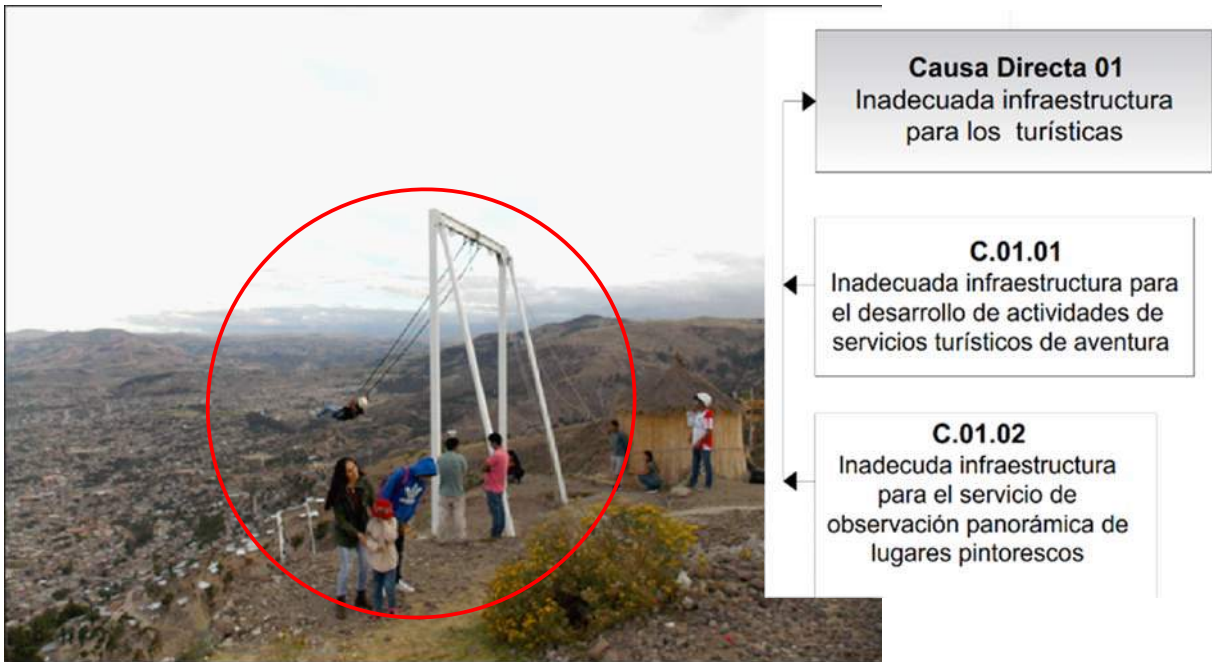 Causa Directa 01
Inadecuada infraestructura
para los turísticas
C.01.01
Inadecuada infraestructura para
el desarrollo de actividades de
servicios turísticos de aventura
C.01.02
Inadecuda infraestructura
para el servicio de
observación panorámica de
lugares pintorescos